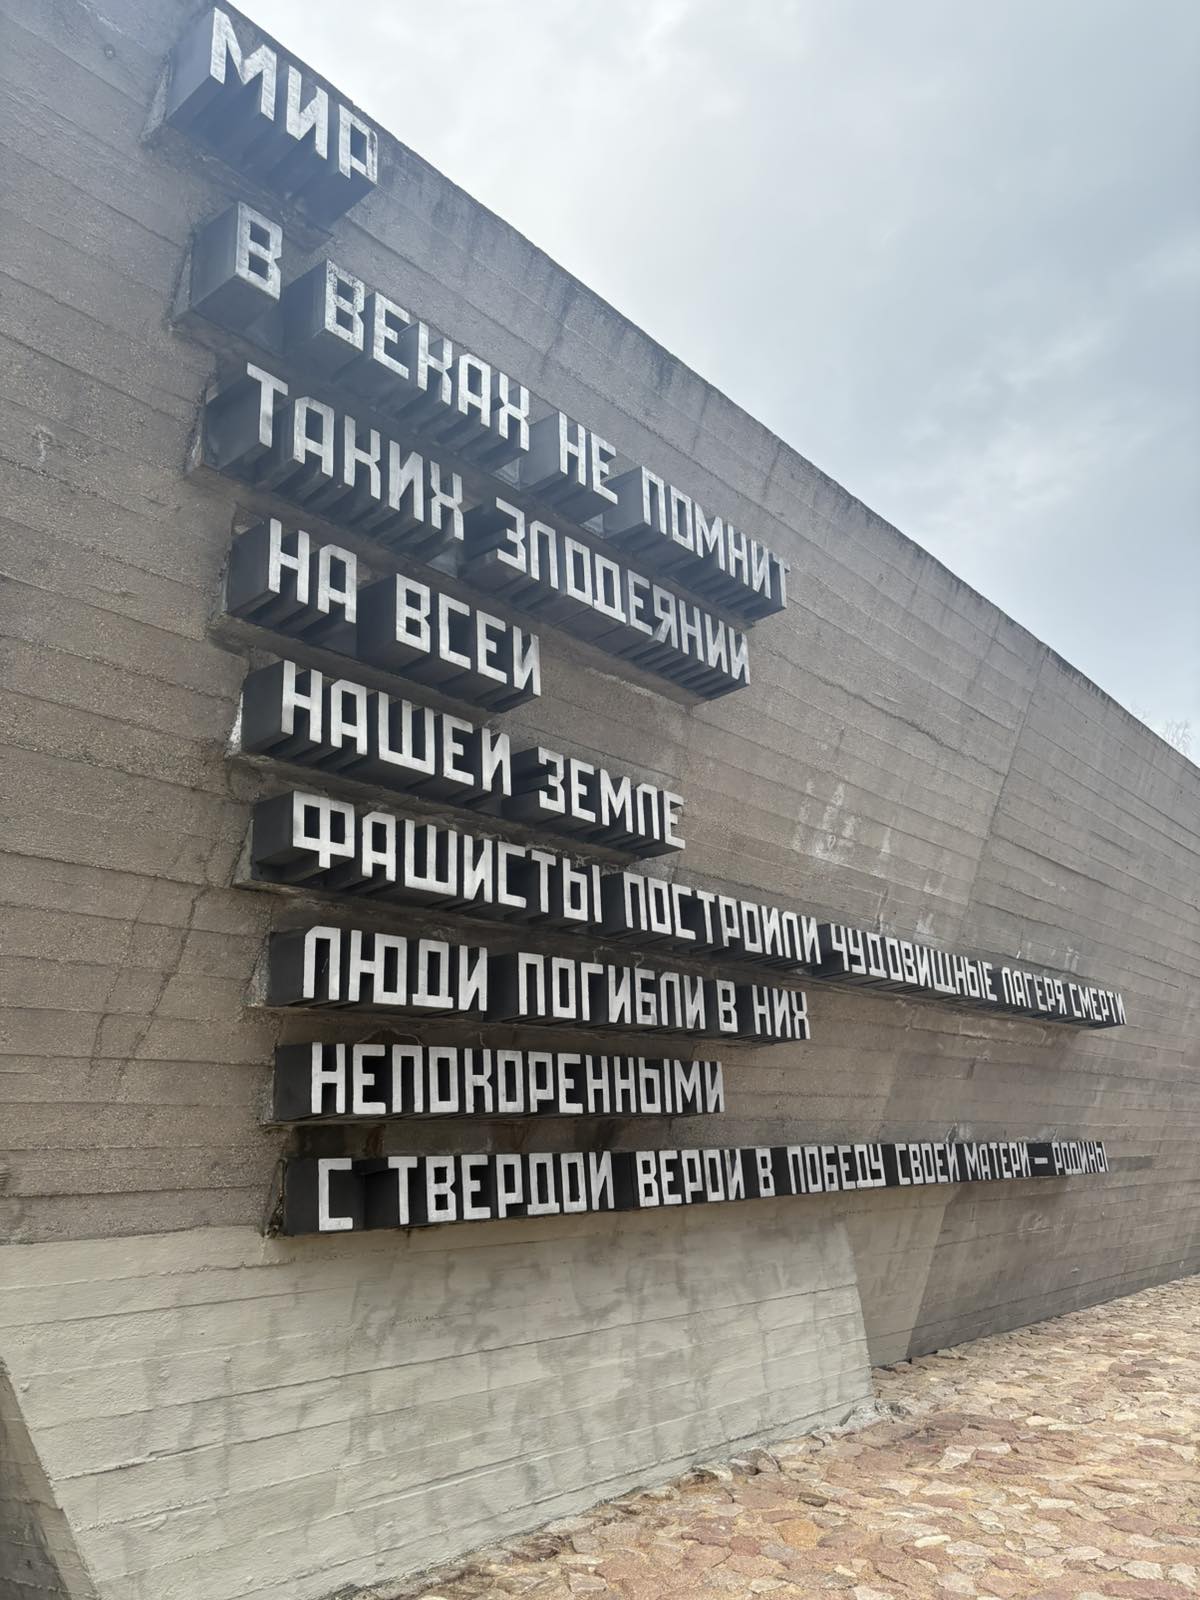 МИР
В ВЕКАХ НЕ ПОМНИТ
ТАКИХ ЗЛОДЕЯНИЙ
НА ВСЕЙ
НАШЕЙ ЗЕМЛЕ
ФАШИСТЫ ПОСТРОИЛИ ЧУДОВИЩНЫЕ ЛАГЕРЯ СМЕРТИ
ЛЮДИ ПОГИБЛИ В НИХ
НЕПОКОРЕННЫМИ
С ТВЕРДОЙ ВЕРОЙ В ПОБЕДУ СВОЕЙ МАТЕРИ — РОДИНЫ